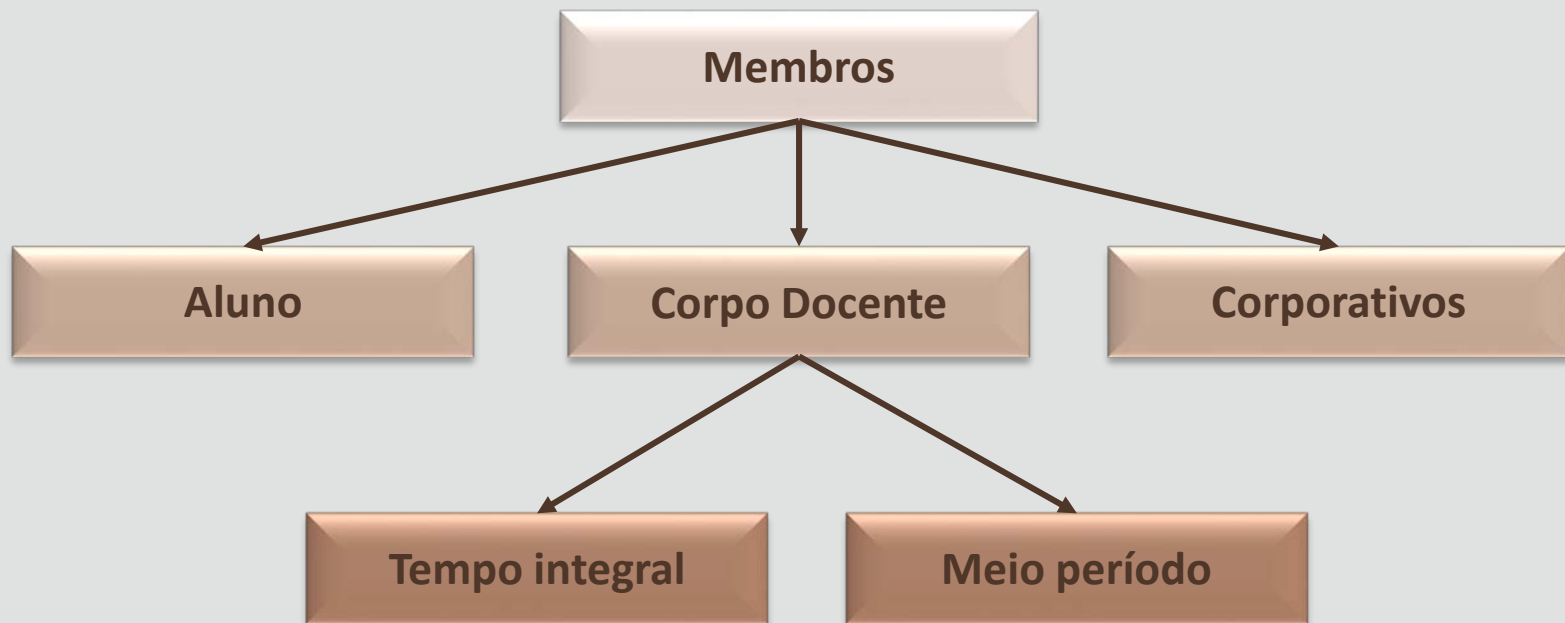 Membros
Aluno
Corpo Docente
Corporativos
Tempo integral
Meio período